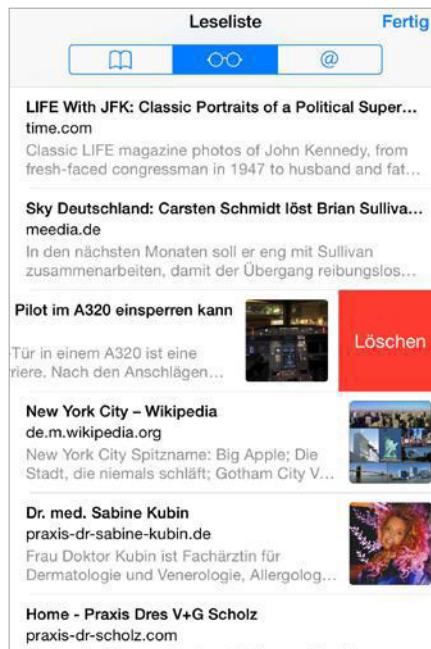 Leseliste
Fertig
@
LIFE With JFK: Classic Portraits of a Political Super…
time.com
Classic LIFE magazine photos of John Kennedy, from
fresh-faced congressman in 1947 to husband and fat…
Sky Deutschland: Carsten Schmidt löst Brian Sulliva…
meedia.de
In den nächsten Monaten soll er eng mit Sullivan
zusammenarbeiten, damit der Übergang reibungslos…
Pilot im A320 einsperren kann
-Tür in einem A320 ist eine
riere. Nach den Anschlägen…
Löschen
New York City – Wikipedia
de.m.wikipedia.org
New York City Spitzname: Big Apple; Die
Stadt, die niemals schläft; Gotham City V…
Dr. med. Sabine Kubin
praxis-dr-sabine-kubin.de
Frau Doktor Kubin ist Fachärztin für
Dermatologie und Venerologie, Allergolog…
Home - Praxis Dres V+G Scholz
praxis-dr-scholz.com